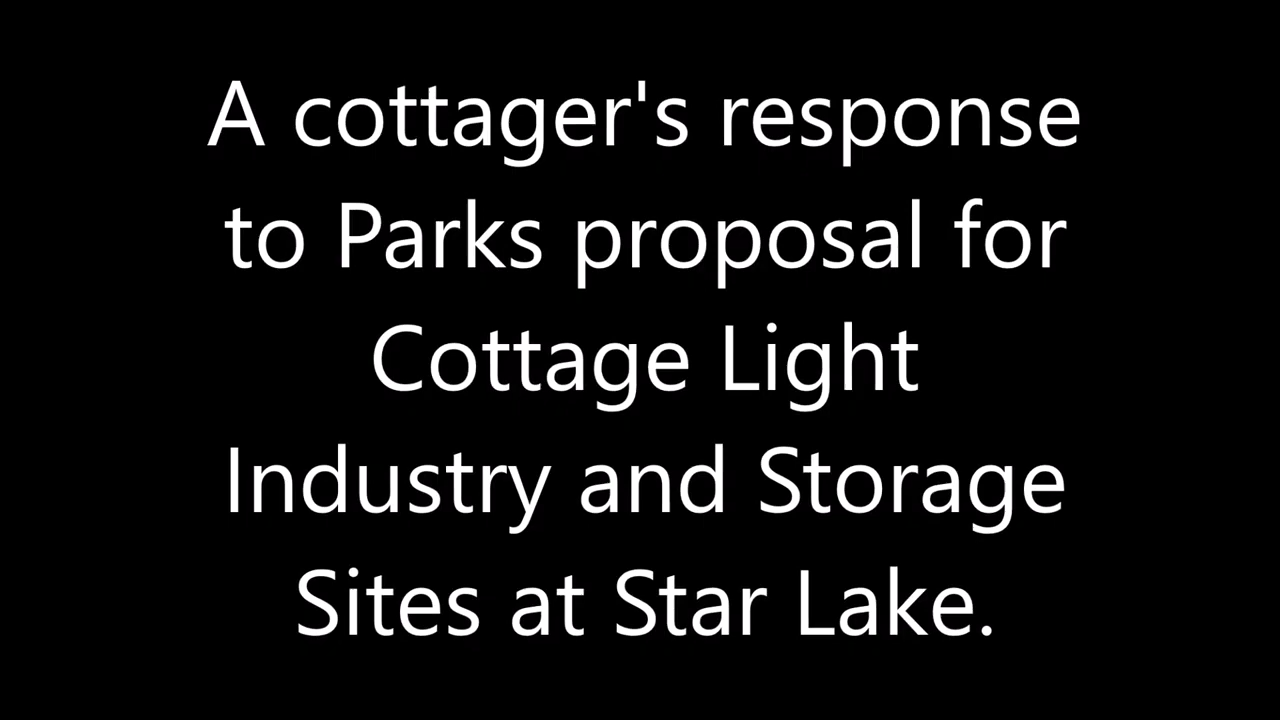 A cottager's response
to Parks proposal for
Cottage Light
Industry and Storage
Sites at Star Lake.